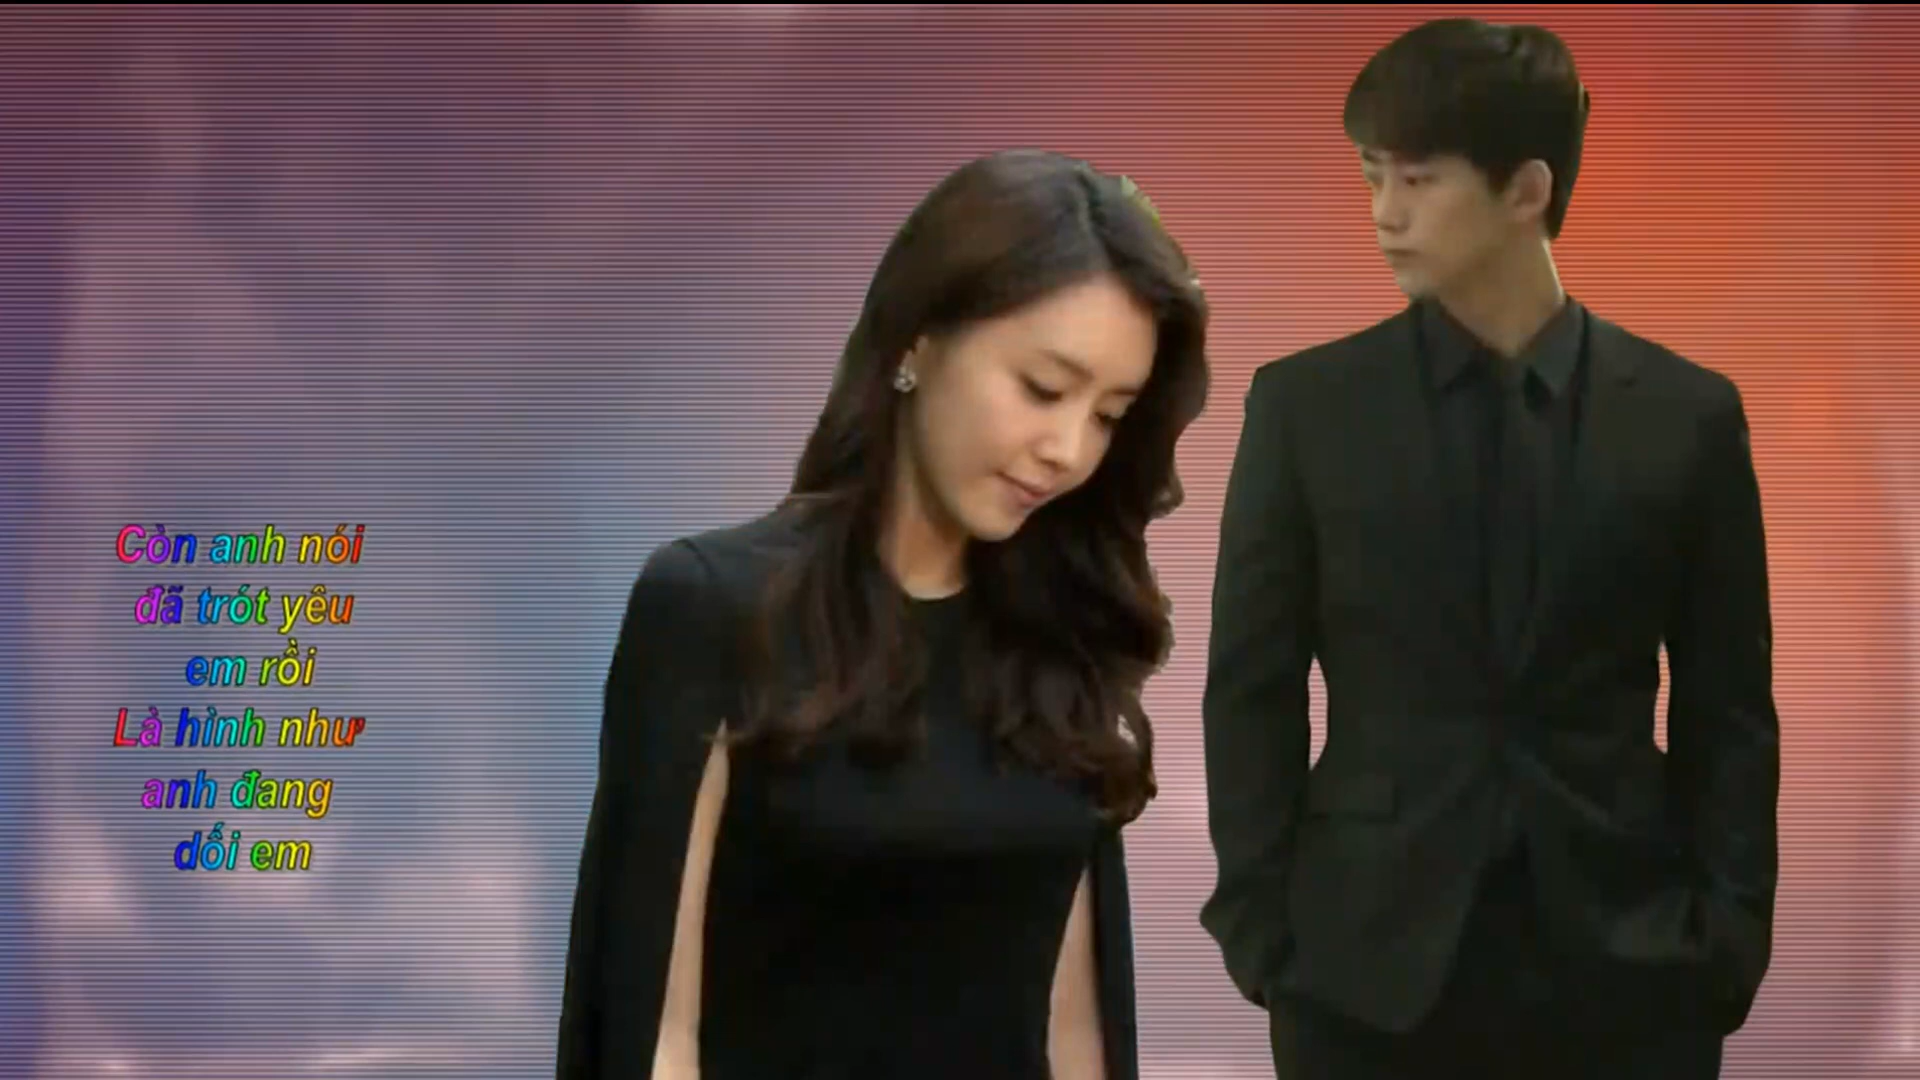 Còn anh nói
đã trót yêu
em rồi
Là hình như
anh đang
dối em